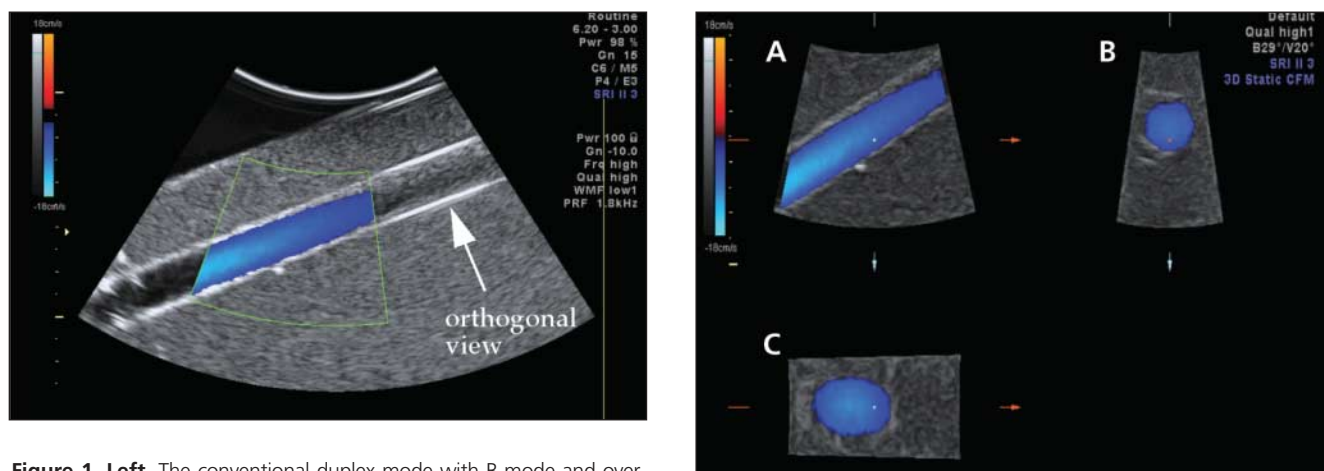 18cm/s
-18cm/s
Routine
6.20 - 3.00
Pwr 98 %
Gn 15
C6 / M5
P4 / E3
SRI II 3
Pwr 100
Gn -10.0
Frq high
Qual high
WMF low1
PRF 1.8kHz
orthogonal
view
18cm/s
-18cm/s
A
B
C
Default
Qual high1
B29°/V20°
SRI II 3
3D Static CFM
Figure 1. Left, The conventional duplex mode with B-mode and over-